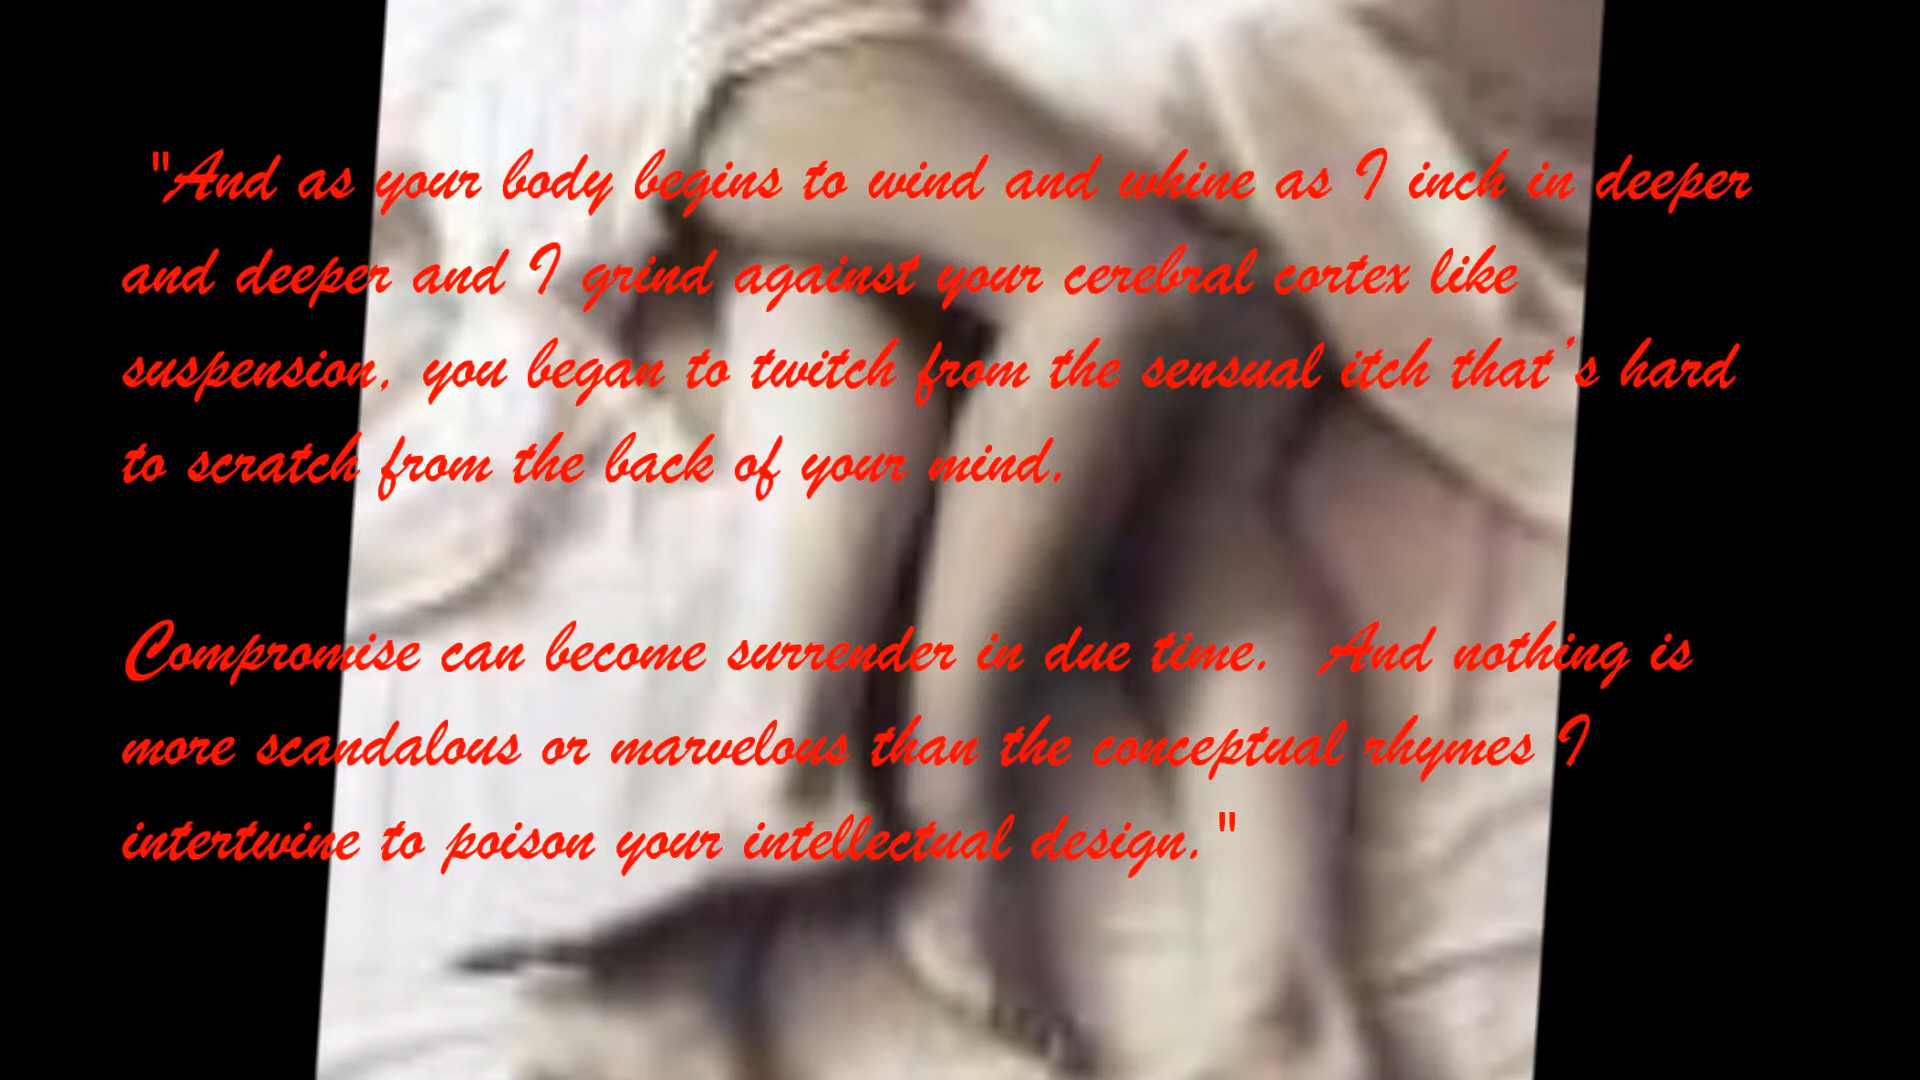 "And as your body begins to wind and whine as I inch in deeper
and deeper and I grind against your cerebral cortex like
suspension, you began to twitch from the sensual itch that's hard
to scratch from the back of your mind.
Compromise can become surrender in due time. And nothing is
more scandalous or marvelous than the conceptual rhymes I
intertwine to poison your intellectual design."